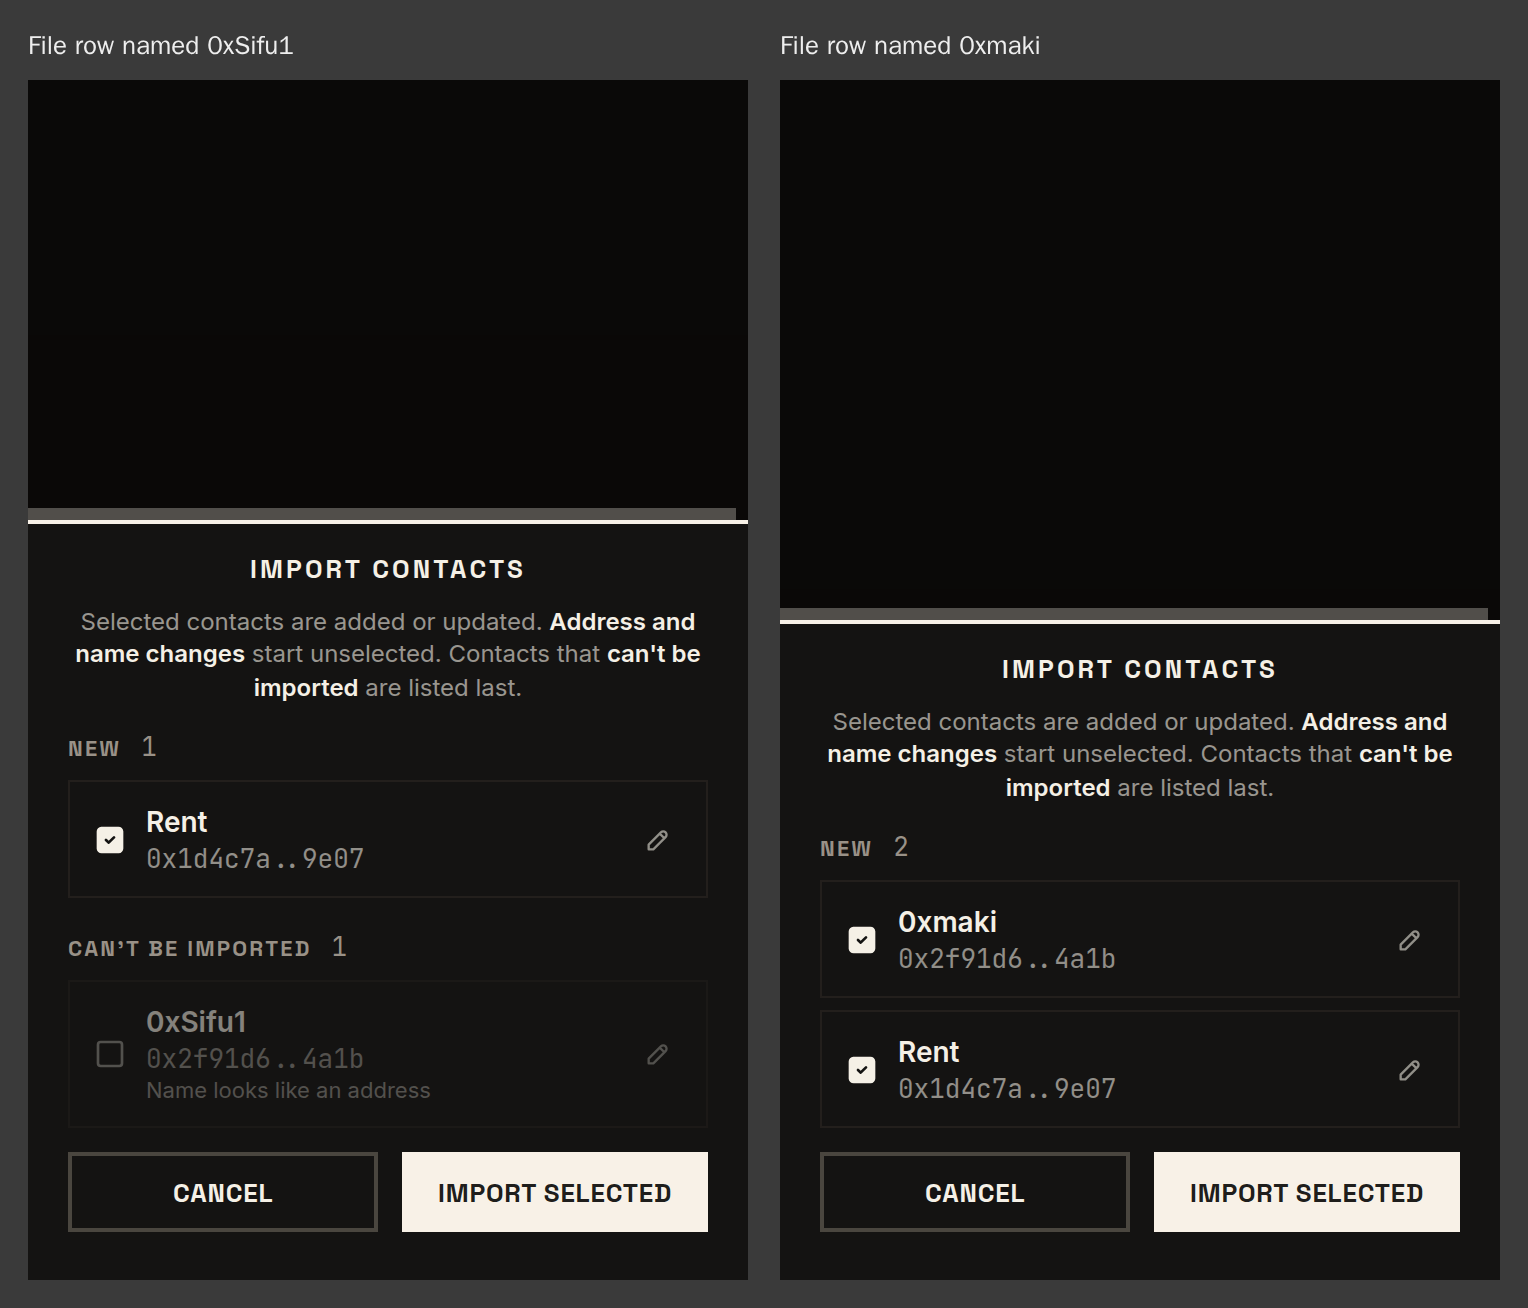 File row named 0xSifu1
IMPORT CONTACTS
Selected contacts are added or updated. Address and
name changes start unselected. Contacts that can't be
imported are listed last.
NEW 1
Rent
0x1d4c7a..9e07
CAN’T BE IMPORTED 1
0xSifu1
0x2f91d6..4a1b
Name looks like an address
CANCEL
IMPORT SELECTED
File row named 0xmaki
IMPORT CONTACTS
Selected contacts are added or updated. Address and
name changes start unselected. Contacts that can't be
imported are listed last.
NEW 2
0xmaki
0x2f91d6..4a1b
Rent
0x1d4c7a..9e07
CANCEL
IMPORT SELECTED